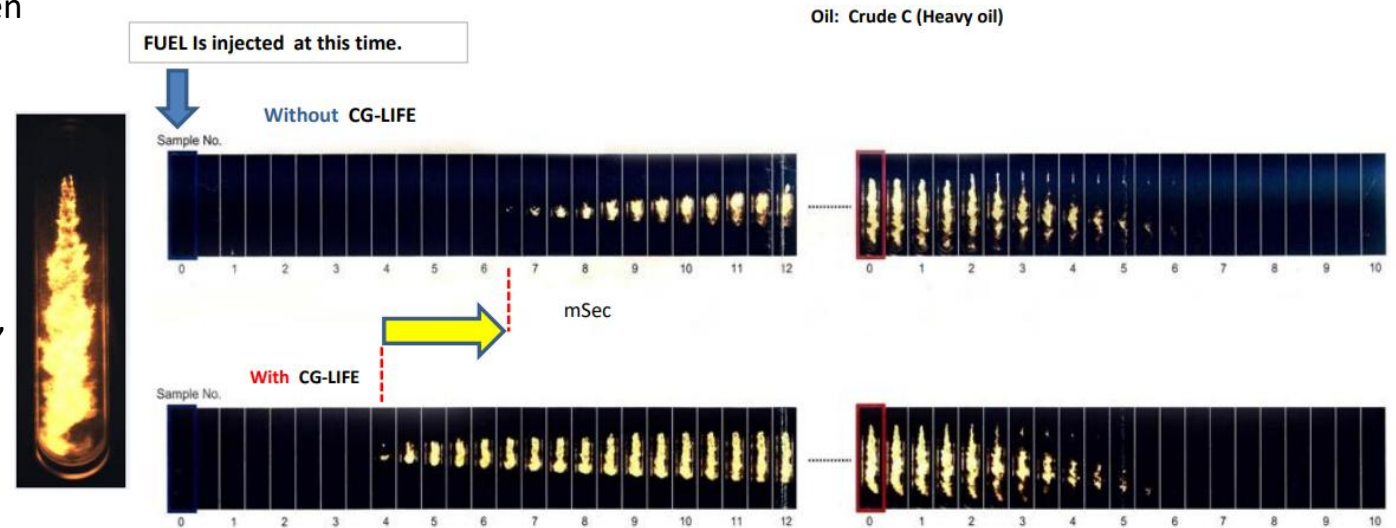 en
Oil: Crude C (Heavy oil)
FUEL Is injected at this time.
Without CG-LIFE
Sample No.
0 1 2 3 4 5 6 7 8 9 10 11 12
0 1 2 3 4 5 6 7 8 9 10
mSec
,
With CG-LIFE
Sample No.
0 1 2 3 4 5 6 7 8 9 10 11 12
0 1 2 3 4 5 6 7 8 9 10